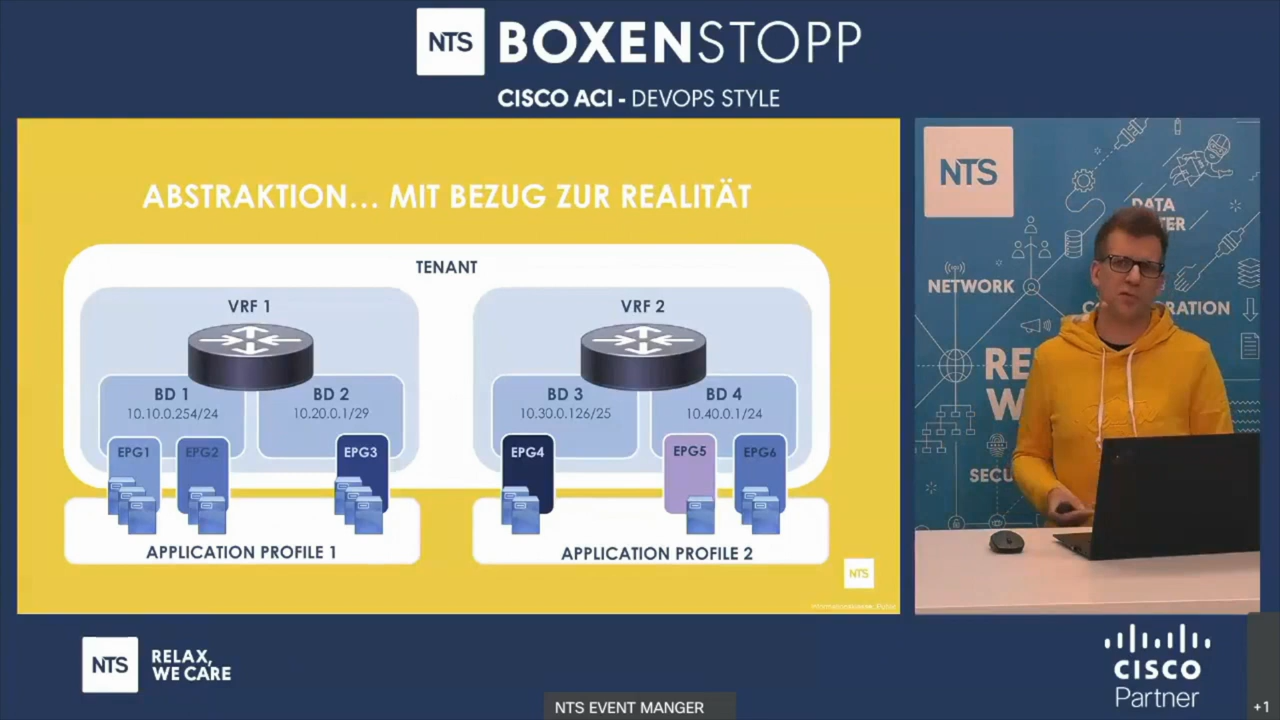 NTS BOXENSTOPP
CISCO ACI - DEVOPS STYLE
ABSTRAKTION... MIT BEZUG ZUR REALITÄT
TENANT
VRF 1
VRF 2
BD 1
10.10.0.254/24
BD 2
10.20.0.1/29
BD 3
10.30.0.126/25
BD 4
10.40.0.1/24
EPG1
EPG2
EPG3
EPG4
EPG5
EPG6
APPLICATION PROFILE 1
APPLICATION PROFILE 2
NTS
NTS
DATA
NETWORK
NTS
RELAX,
WE CARE
CISCO
Partner
NTS EVENT MANGER
+1